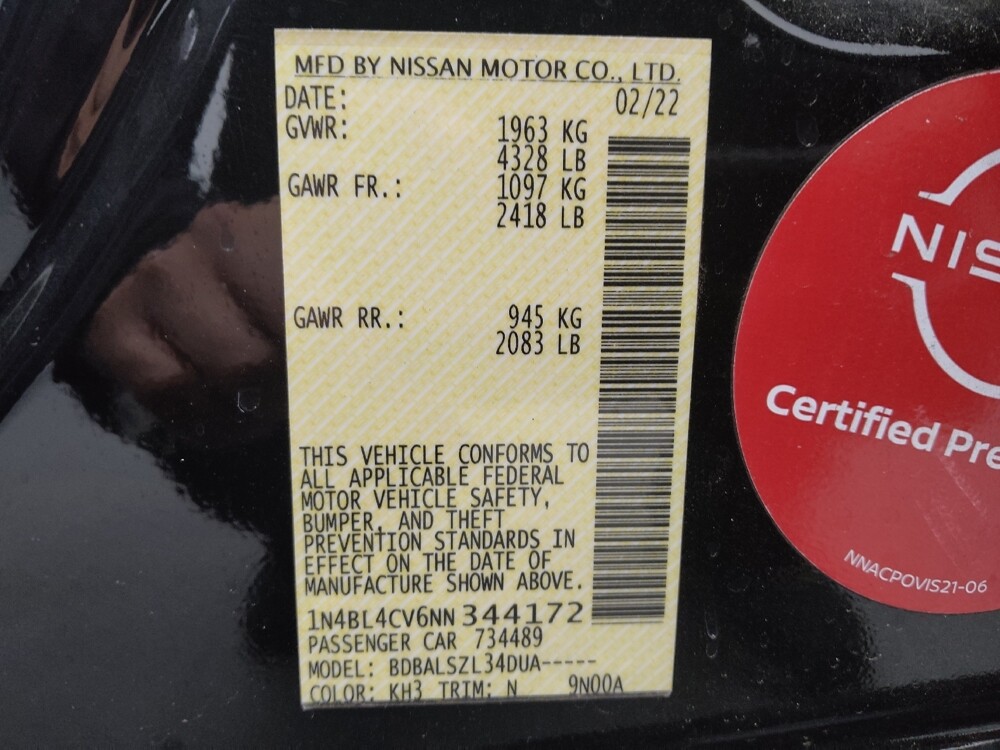 MFD BY NISSAN MOTOR CO., LTD.
DATE: 02/22
GVWR: 1963 KG
4328 LB
GAWR FR.: 1097 KG
2418 LB
GAWR RR.: 945 KG
2083 LB
THIS VEHICLE CONFORMS TO
ALL APPLICABLE FEDERAL
MOTOR VEHICLE SAFETY,
BUMPER, AND THEFT
PREVENTION STANDARDS IN
EFFECT ON THE DATE OF
MANUFACTURE SHOWN ABOVE.
1N4BL4CV6NN 344172
PASSENGER CAR 734489
MODEL: BDBALSZL34DUA-----
COLOR: KH3 TRIM: N 9N00A
NIS
Certified Pre
NNACPOVIS21-06